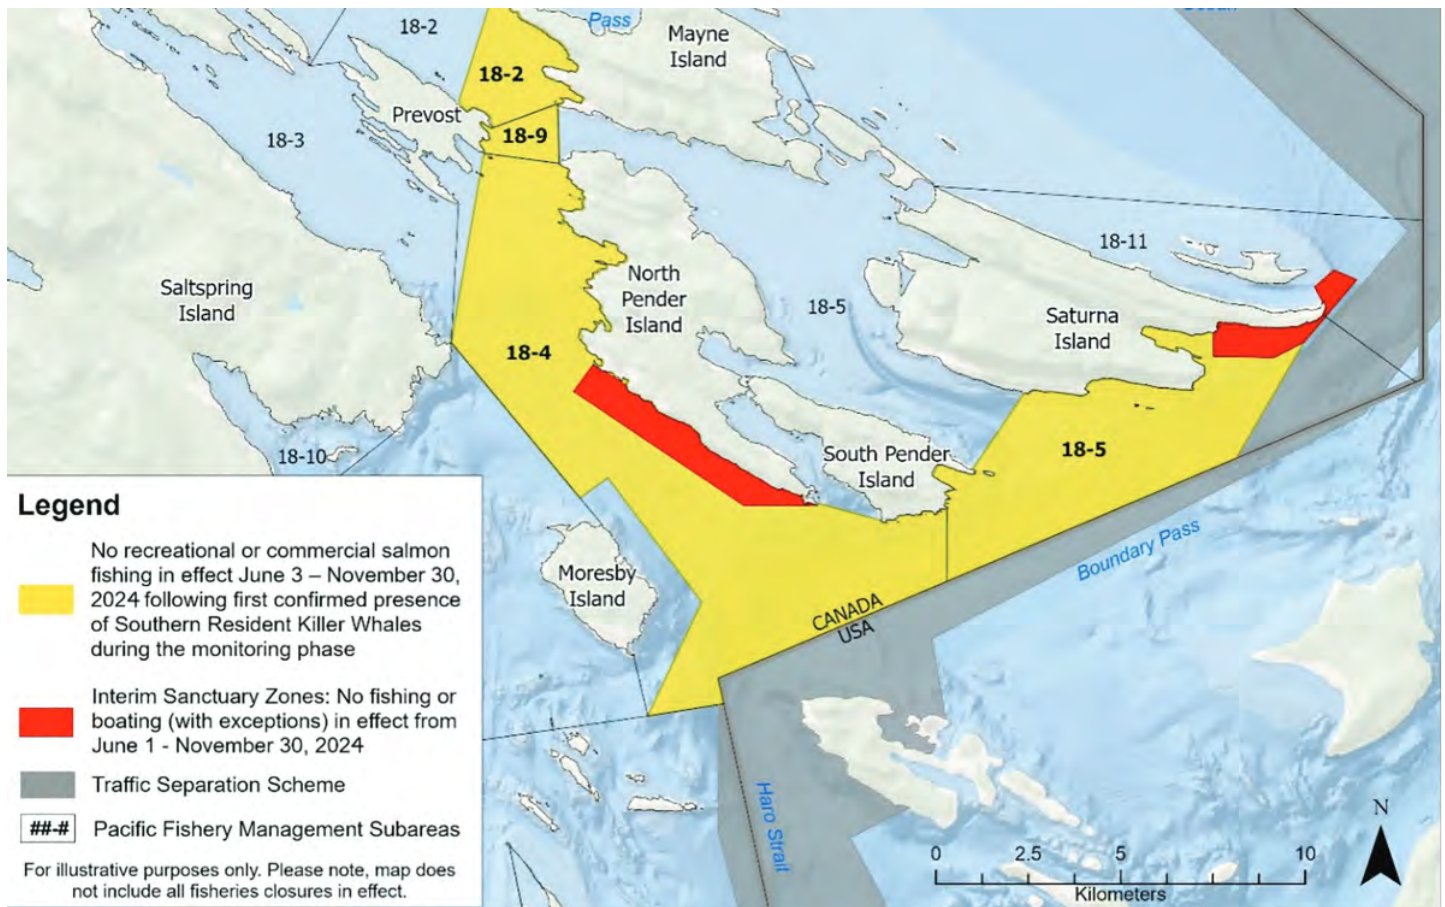 Pass
18-2
Mayne
Island
18-2
Prevost
18-9
18-3
18-11
North
Pender
Island
Saltspring
Island
18-5
Saturna
Island
18-4
18-5
South Pender
Island
18-10
Boundary Pass
Moresby
Island
CANADA
USA
Haro Strait
Legend
No recreational or commercial salmon
fishing in effect June 3 – November 30,
2024 following first confirmed presence
of Southern Resident Killer Whales
during the monitoring phase
Interim Sanctuary Zones: No fishing or
boating (with exceptions) in effect from
June 1 - November 30, 2024
Traffic Separation Scheme
##-# Pacific Fishery Management Subareas
For illustrative purposes only. Please note, map does
not include all fisheries closures in effect.
N
0 2.5 5 10
Kilometers